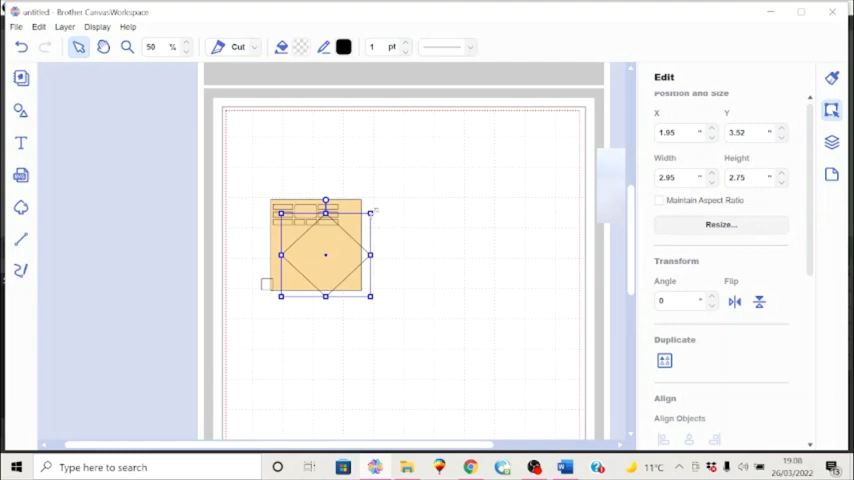 untitled - Brother CanvasWorkspace
File Edit Layer Display Help
50 % Cut 1 pt
Edit
Position and Size
X Y
1.95 " 3.52 "
Width Height
2.95 " 2.75 "
Maintain Aspect Ratio
Resize...
Transform
Angle Flip
0 °
Duplicate
Align
Align Objects
Type here to search
11°C
19:08
26/03/2022